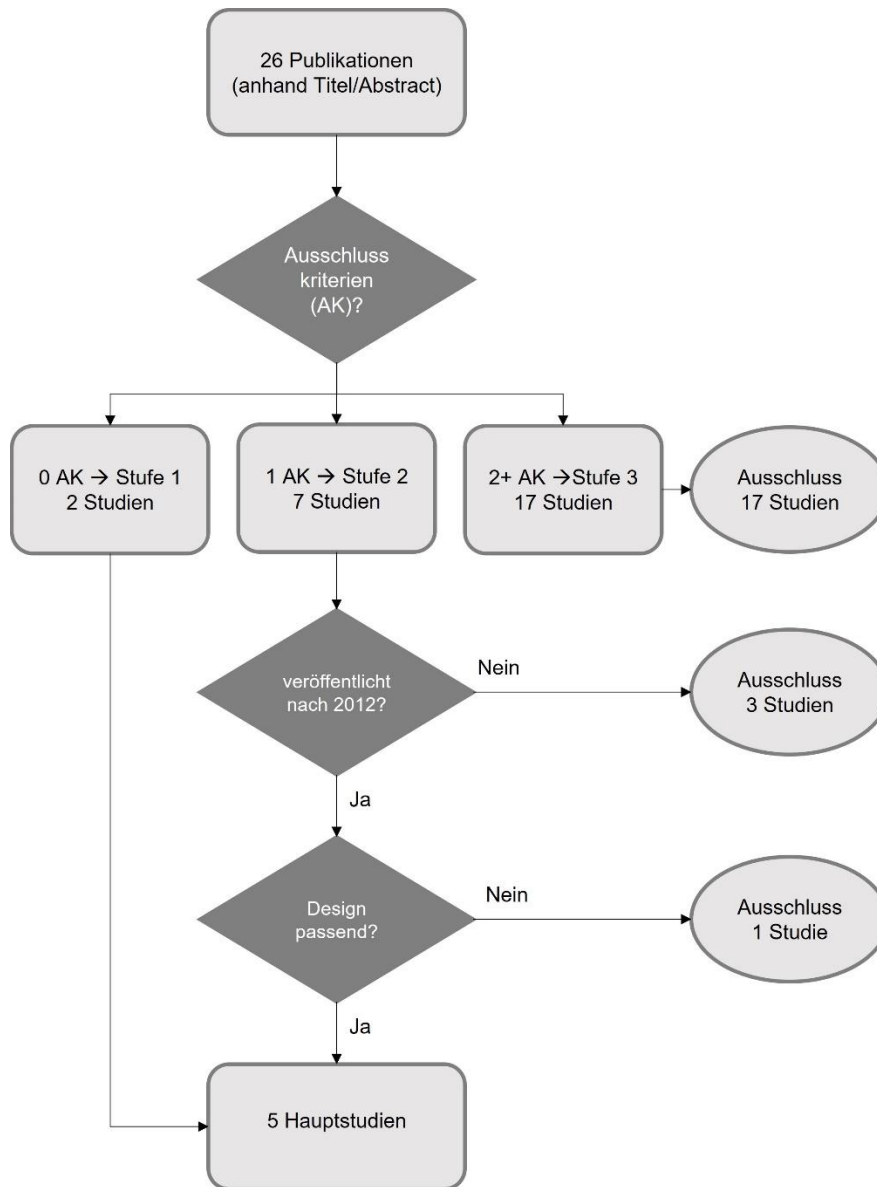 26 Publikationen
(anhand Titel/Abstract)
Ausschluss
kriterien
(AK)?
0 AK → Stufe 1
2 Studien
1 AK → Stufe 2
7 Studien
2+ AK →Stufe 3
17 Studien
Ausschluss
17 Studien
veröffentlicht
nach 2012?
Nein
Ausschluss
3 Studien
Ja
Design
passend?
Nein
Ausschluss
1 Studie
Ja
5 Hauptstudien